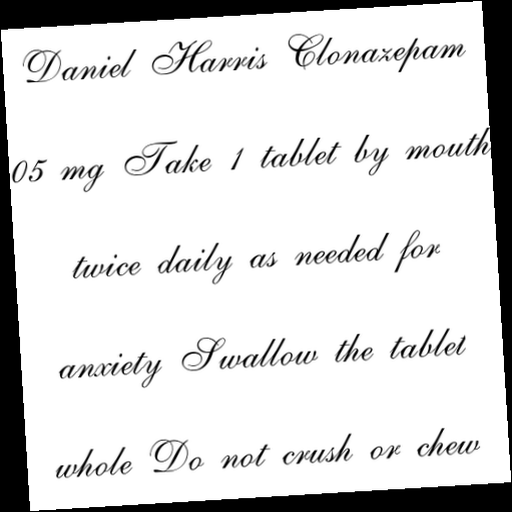 Daniel Harris Clonazepam
05 mg Take 1 tablet by mouth
twice daily as needed for
anxiety Swallow the tablet
whole Do not crush or chew